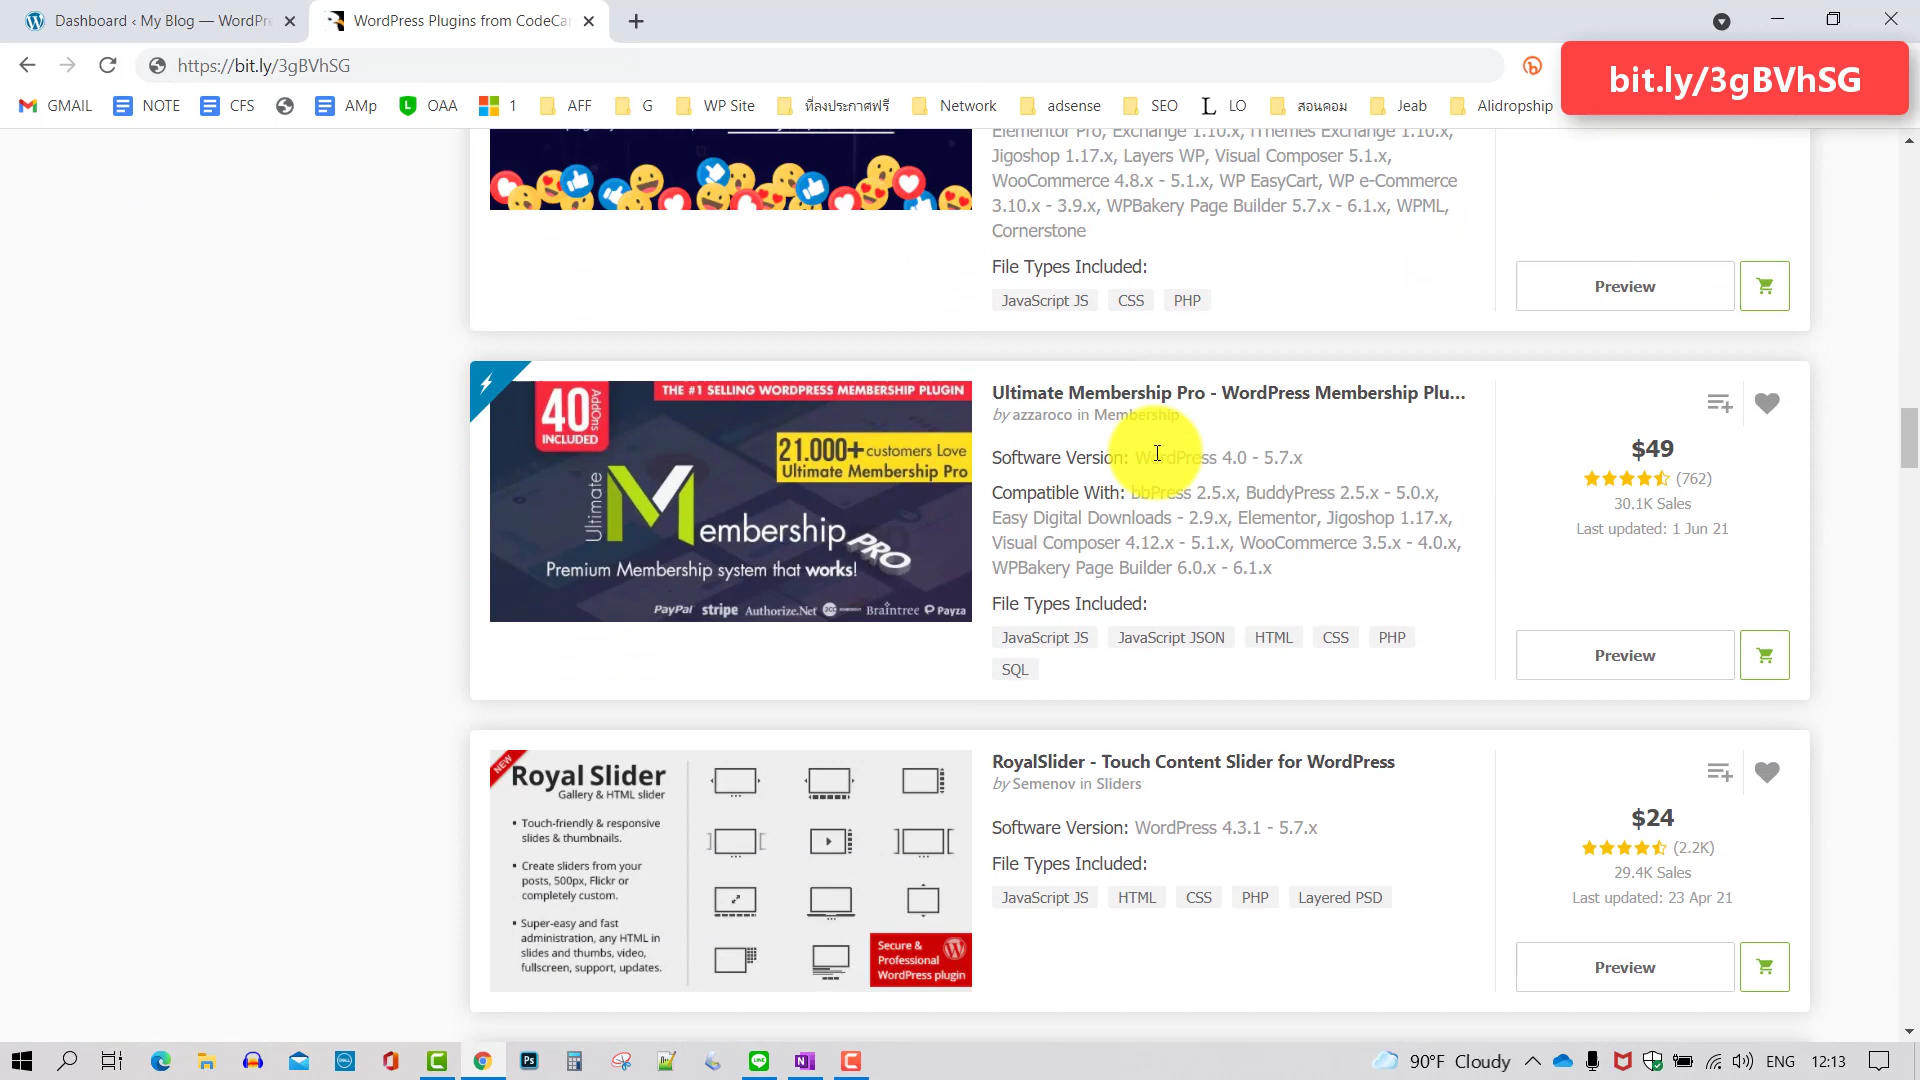 Dashboard ‹ My Blog — WordPre
WordPress Plugins from CodeCan
https://bit.ly/3gBVhSG
bit.ly/3gBVhSG
GMAIL NOTE CFS AMp OAA 1 AFF G WP Site ที่ลงประกาศฟรี Network adsense SEO LO สอนคอม Jeab Alidropship
Elementor Pro, Exchange 1.10.x, iThemes Exchange 1.10.x,
Jigoshop 1.17.x, Layers WP, Visual Composer 5.1.x,
WooCommerce 4.8.x - 5.1.x, WP EasyCart, WP e-Commerce
3.10.x - 3.9.x, WPBakery Page Builder 5.7.x - 6.1.x, WPML,
Cornerstone
File Types Included:
JavaScript JS CSS PHP
Preview
40 AddOns
INCLUDED
THE #1 SELLING WORDPRESS MEMBERSHIP PLUGIN
21.000+ customers Love
Ultimate Membership Pro
Ultimate
Membership PRO
Premium Membership system that works!
PayPal stripe Authorize.Net Braintree Payza
Ultimate Membership Pro - WordPress Membership Plu...
by azzaroco in Membership
Software Version: WordPress 4.0 - 5.7.x
Compatible With: bbPress 2.5.x, BuddyPress 2.5.x - 5.0.x,
Easy Digital Downloads - 2.9.x, Elementor, Jigoshop 1.17.x,
Visual Composer 4.12.x - 5.1.x, WooCommerce 3.5.x - 4.0.x,
WPBakery Page Builder 6.0.x - 6.1.x
File Types Included:
JavaScript JS JavaScript JSON HTML CSS PHP
SQL
$49
(762)
30.1K Sales
Last updated: 1 Jun 21
Preview
NEW
Royal Slider
Gallery & HTML slider
• Touch-friendly & responsive
slides & thumbnails.
• Create sliders from your
posts, 500px, Flickr or
completely custom.
• Super-easy and fast
administration, any HTML in
slides and thumbs, video,
fullscreen, support, updates.
Secure &
Professional
WordPress plugin
RoyalSlider - Touch Content Slider for WordPress
by Semenov in Sliders
Software Version: WordPress 4.3.1 - 5.7.x
File Types Included:
JavaScript JS HTML CSS PHP Layered PSD
$24
(2.2K)
29.4K Sales
Last updated: 23 Apr 21
Preview
90°F Cloudy ENG 12:13